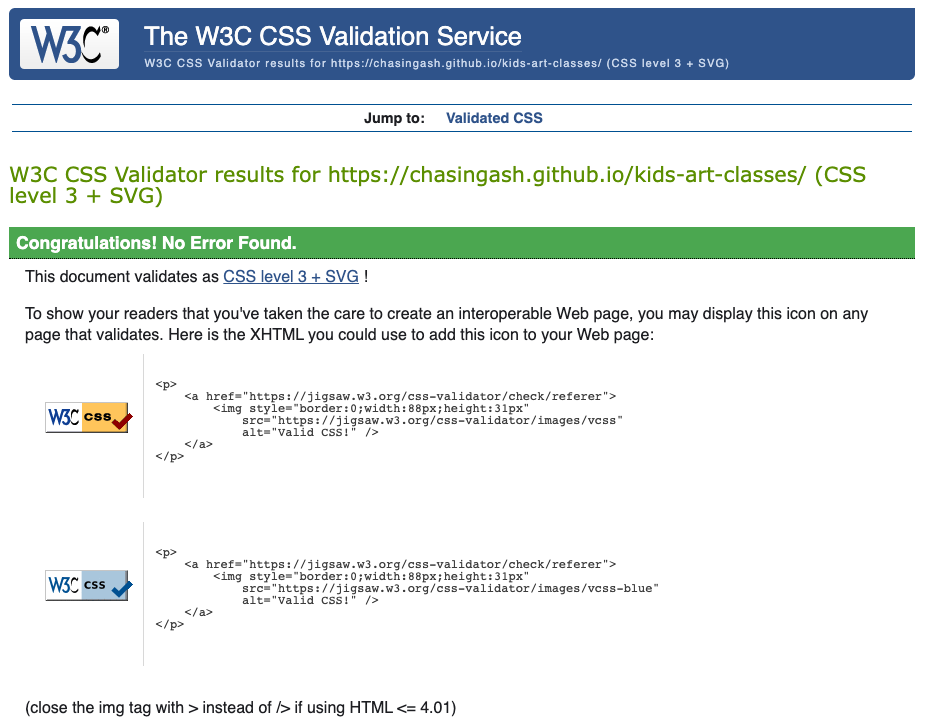 W3C® The W3C CSS Validation Service
W3C CSS Validator results for https://chasingash.github.io/kids-art-classes/ (CSS level 3 + SVG)
Jump to: Validated CSS
W3C CSS Validator results for https://chasingash.github.io/kids-art-classes/ (CSS
level 3 + SVG)
Congratulations! No Error Found.
This document validates as CSS level 3 + SVG !
To show your readers that you've taken the care to create an interoperable Web page, you may display this icon on any
page that validates. Here is the XHTML you could use to add this icon to your Web page:
W3C css
<p>
    <a href="https://jigsaw.w3.org/css-validator/check/referer">
        <img style="border:0;width:88px;height:31px"
            src="https://jigsaw.w3.org/css-validator/images/vcss"
            alt="Valid CSS!" />
    </a>
</p>
W3C css
<p>
    <a href="https://jigsaw.w3.org/css-validator/check/referer">
        <img style="border:0;width:88px;height:31px"
            src="https://jigsaw.w3.org/css-validator/images/vcss-blue"
            alt="Valid CSS!" />
    </a>
</p>
(close the img tag with > instead of /> if using HTML <= 4.01)